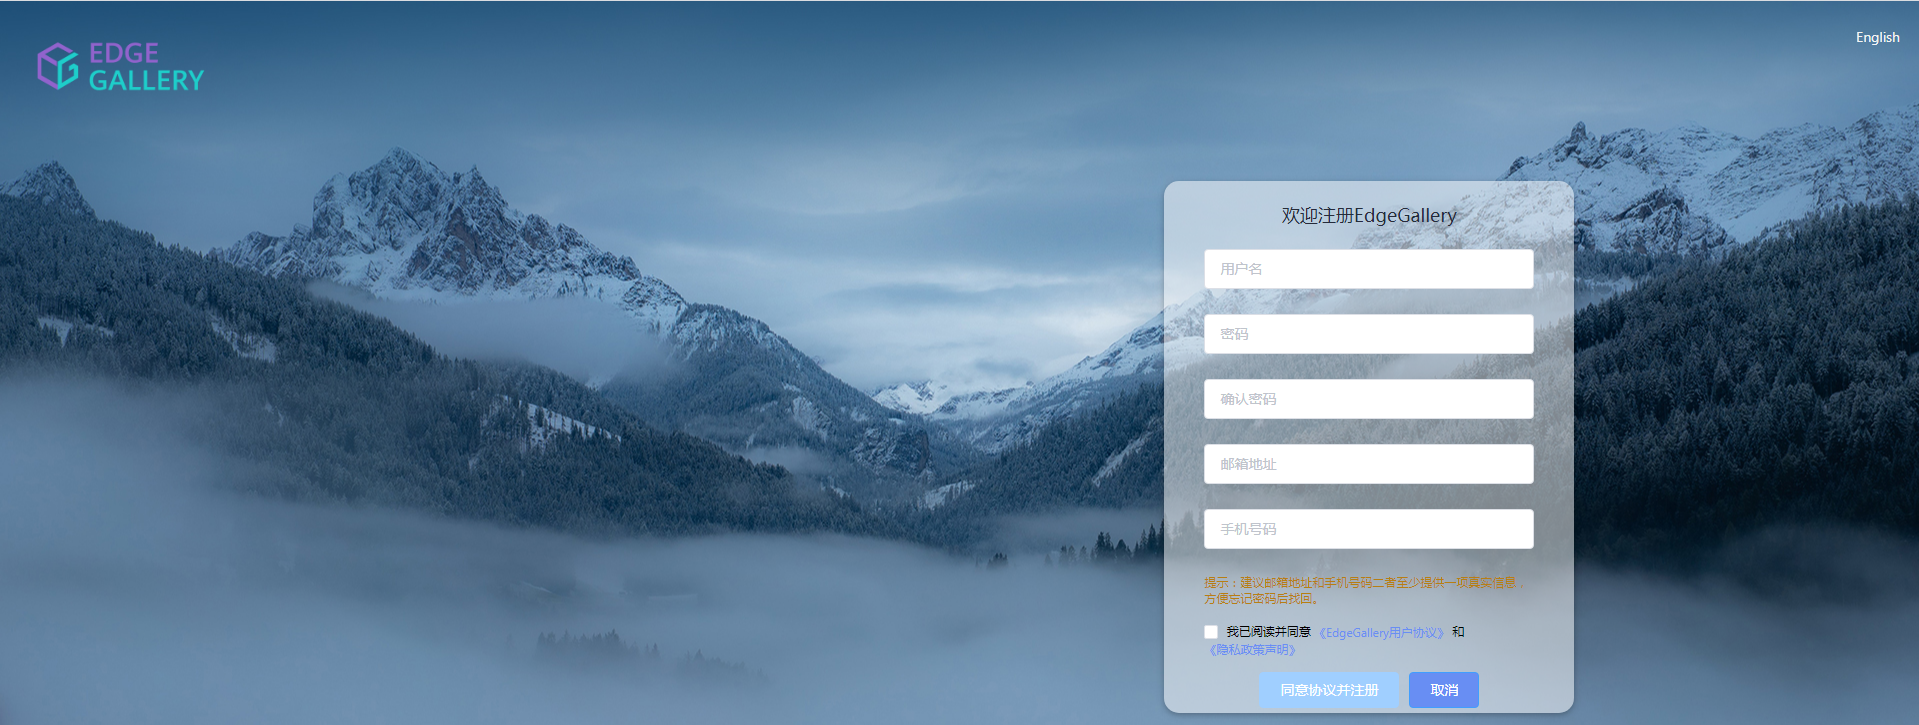 EDGE
GALLERY
English
欢迎注册EdgeGallery
用户名
密码
确认密码
邮箱地址
手机号码
提示：建议邮箱地址和手机号码二者至少提供一项真实信息，
方便忘记密码后找回。
我已阅读并同意 《EdgeGallery用户协议》 和
《隐私政策声明》
同意协议并注册 取消